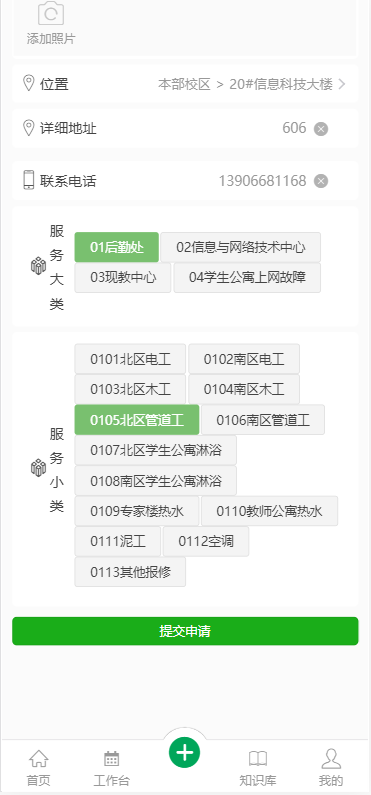 添加照片
位置 本部校区 > 20#信息科技大楼
详细地址 606
联系电话 13906681168
服务大类
01后勤处 02信息与网络技术中心
03现教中心 04学生公寓上网故障
服务小类
0101北区电工 0102南区电工
0103北区木工 0104南区木工
0105北区管道工 0106南区管道工
0107北区学生公寓淋浴
0108南区学生公寓淋浴
0109专家楼热水 0110教师公寓热水
0111泥工 0112空调
0113其他报修
提交申请
首页 工作台 知识库 我的